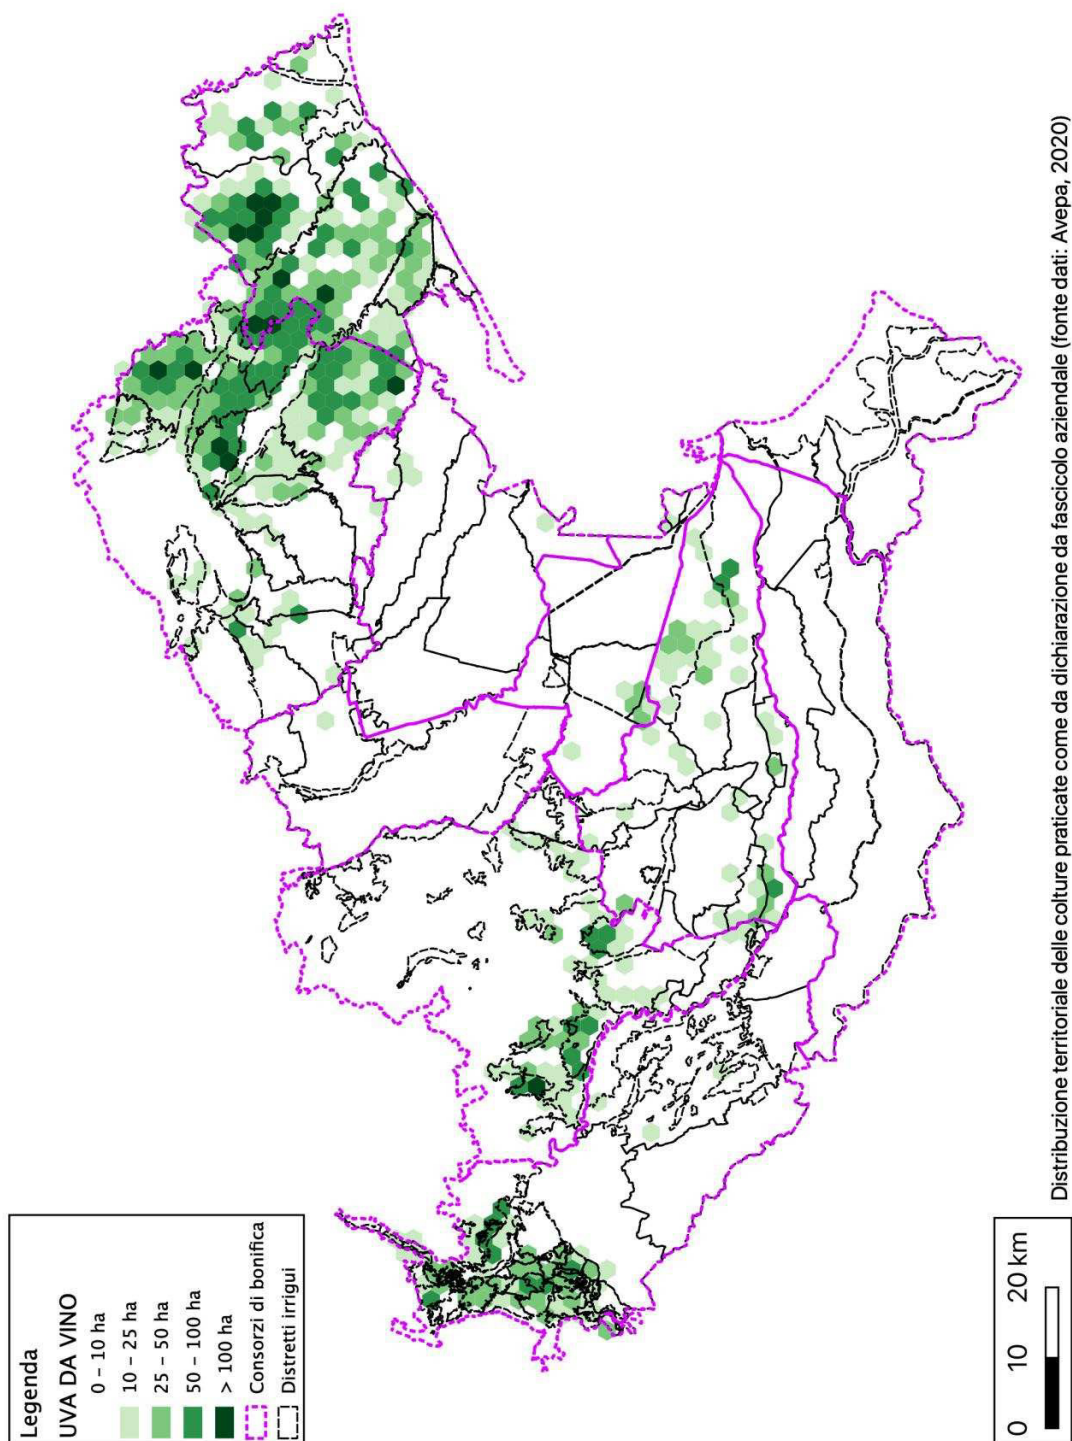 Legenda
UVA DA VINO
0 – 10 ha
10 – 25 ha
25 – 50 ha
50 – 100 ha
> 100 ha
Consorzi di bonifica
Distretti irrigui
0 10 20 km
Distribuzione territoriale delle colture praticate come da dichiarazione da fascicolo aziendale (fonte dati: Avepa, 2020)